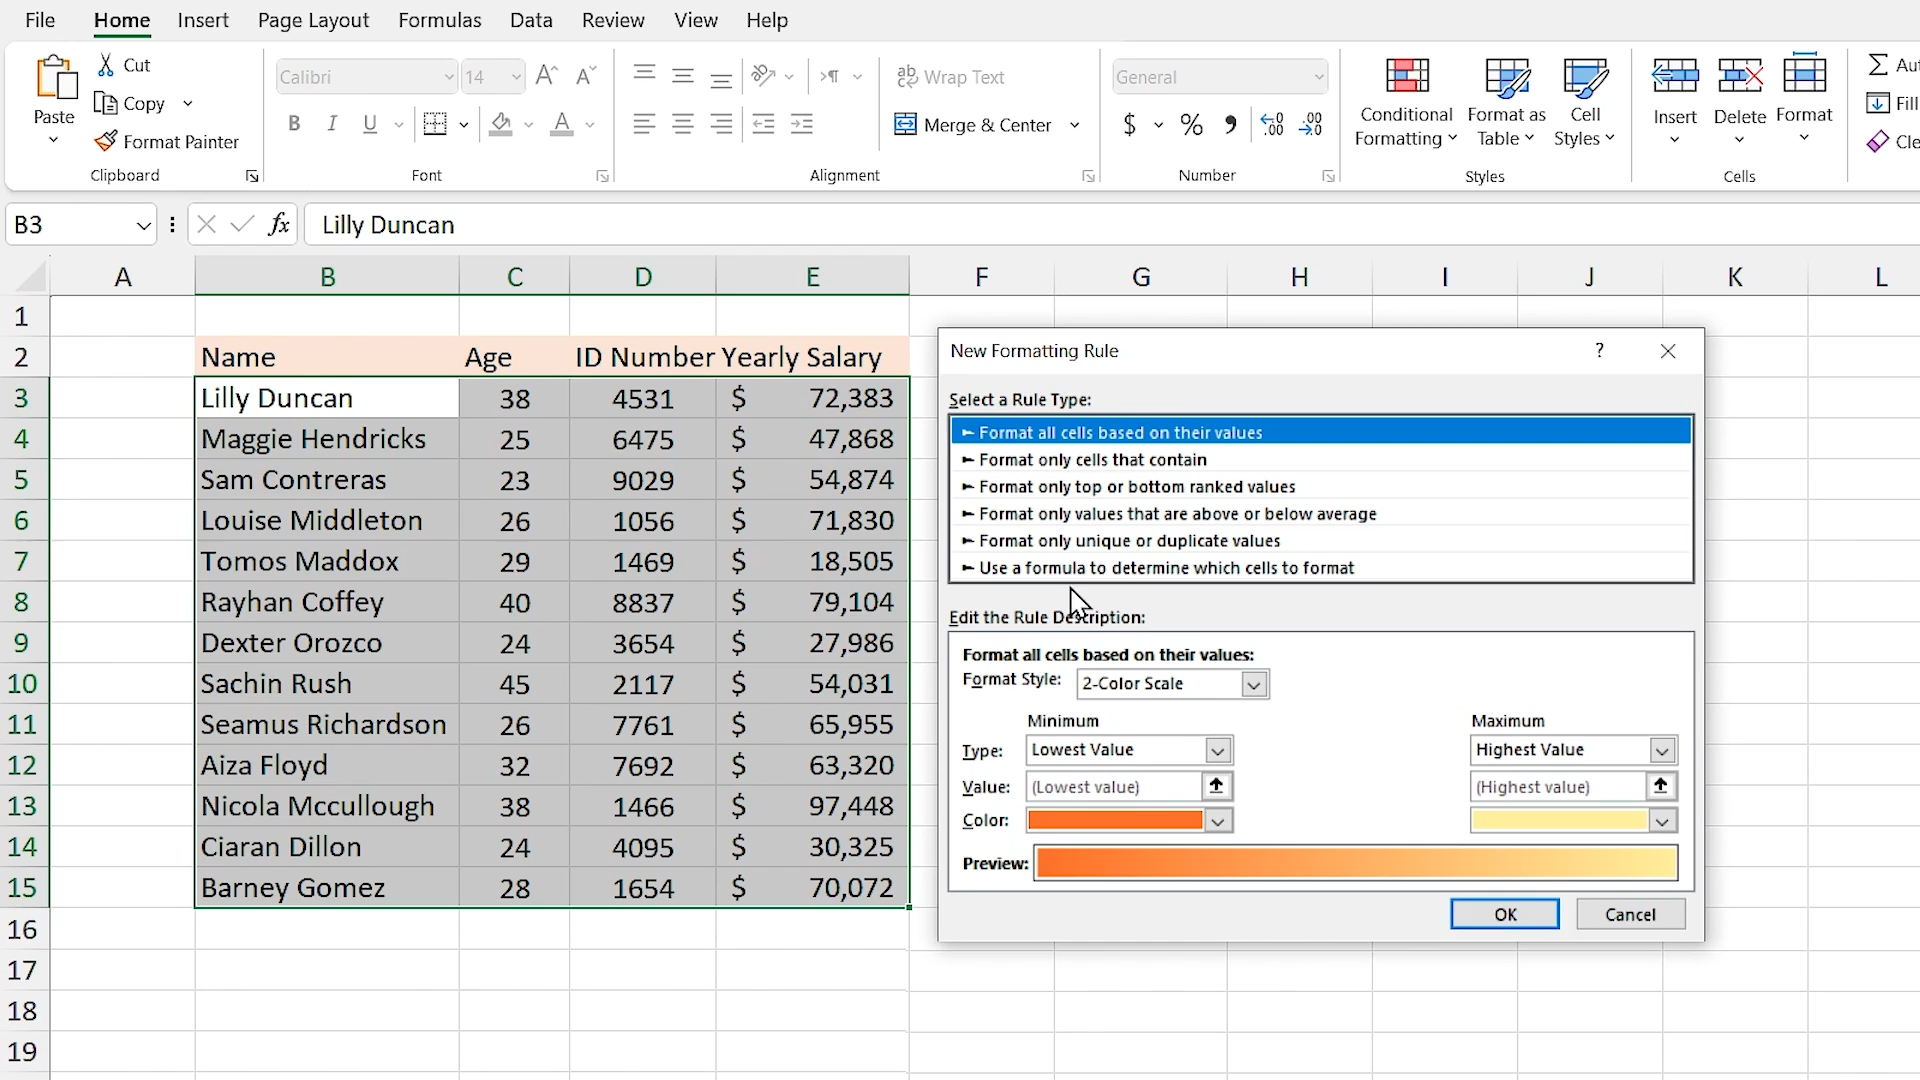 File Home Insert Page Layout Formulas Data Review View Help
Paste
Cut
Copy
Format Painter
Clipboard
Calibri 14
B I U A
Font
ab Wrap Text
Merge & Center
Alignment
General
$ % 9 .00
Number
Conditional Formatting
Format as Table
Cell Styles
Styles
Insert Delete Format
Cells
Fill
B3 fx Lilly Duncan
A B C D E F G H I J K L
1
2 Name Age ID Number Yearly Salary
3 Lilly Duncan 38 4531 $ 72,383
4 Maggie Hendricks 25 6475 $ 47,868
5 Sam Contreras 23 9029 $ 54,874
6 Louise Middleton 26 1056 $ 71,830
7 Tomos Maddox 29 1469 $ 18,505
8 Rayhan Coffey 40 8837 $ 79,104
9 Dexter Orozco 24 3654 $ 27,986
10 Sachin Rush 45 2117 $ 54,031
11 Seamus Richardson 26 7761 $ 65,955
12 Aiza Floyd 32 7692 $ 63,320
13 Nicola Mccullough 38 1466 $ 97,448
14 Ciaran Dillon 24 4095 $ 30,325
15 Barney Gomez 28 1654 $ 70,072
16
17
18
19
New Formatting Rule ?
Select a Rule Type:
► Format all cells based on their values
► Format only cells that contain
► Format only top or bottom ranked values
► Format only values that are above or below average
► Format only unique or duplicate values
► Use a formula to determine which cells to format
Edit the Rule Description:
Format all cells based on their values:
Format Style: 2-Color Scale
Minimum Maximum
Type: Lowest Value Highest Value
Value: (Lowest value) (Highest value)
Color:
Preview:
OK Cancel